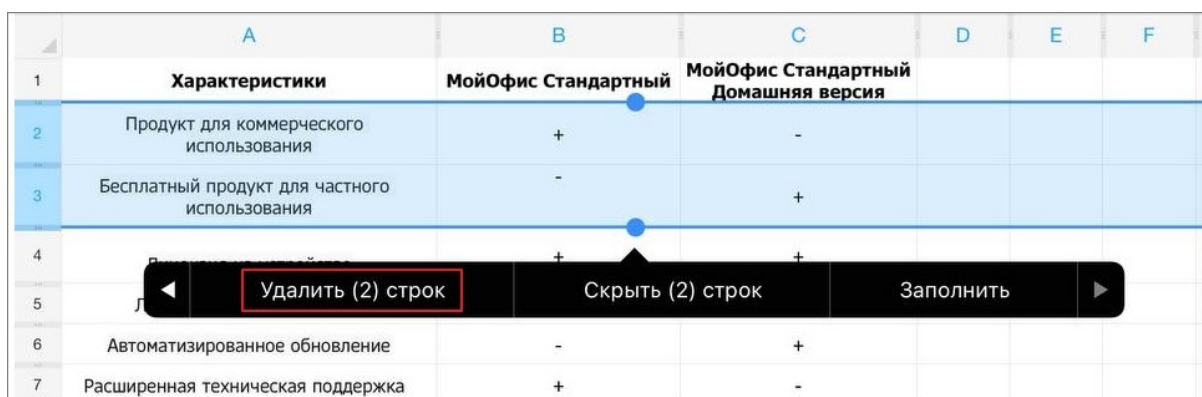 A B C D E F
1 Характеристики МойОфис Стандартный МойОфис Стандартный
Домашняя версия
2 Продукт для коммерческого
использования + -
3 Бесплатный продукт для частного
использования - +
4 + +
Удалить (2) строк Скрыть (2) строк Заполнить
5
6 Автоматизированное обновление - +
7 Расширенная техническая поддержка + -